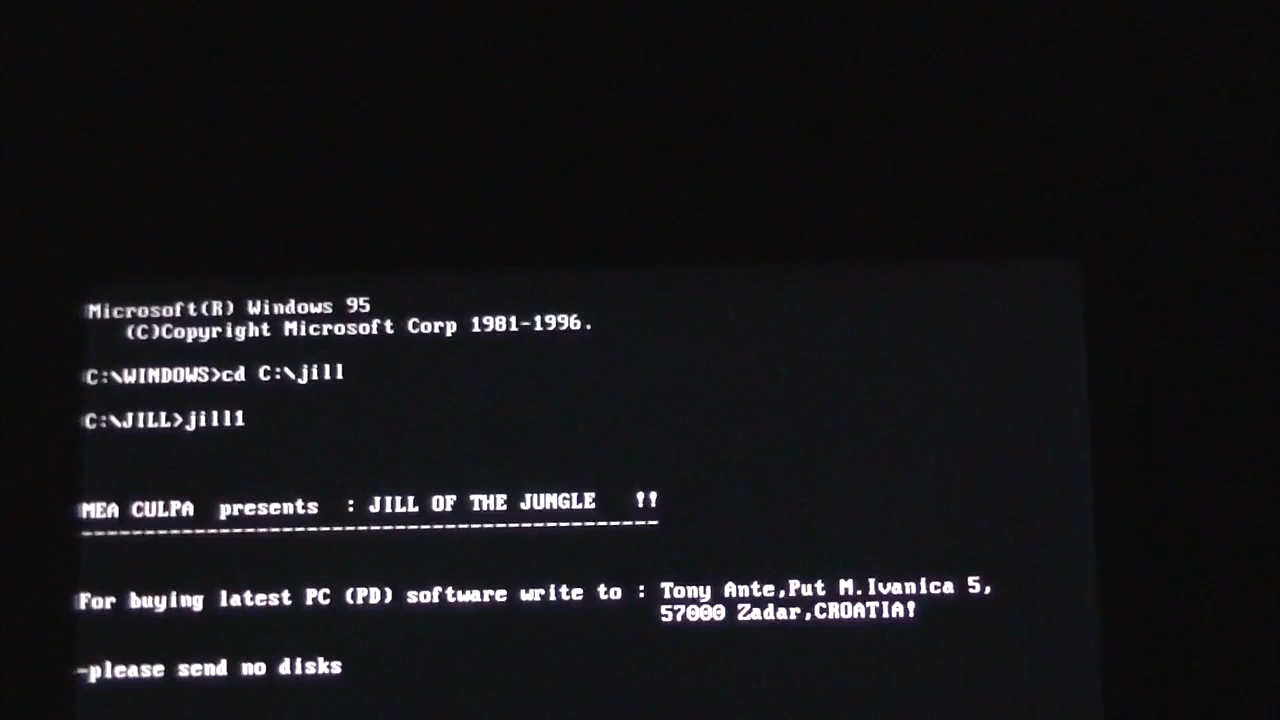 Microsoft(R) Windows 95
(C)Copyright Microsoft Corp 1981-1996.
C:\WINDOWS>cd C:\jill
C:\JILL>jill1
MEA CULPA presents : JILL OF THE JUNGLE !!
----------------------------------------------
For buying latest PC (PD) software write to : Tony Ante,Put M.Ivanica 5,
57000 Zadar,CROATIA!
-please send no disks